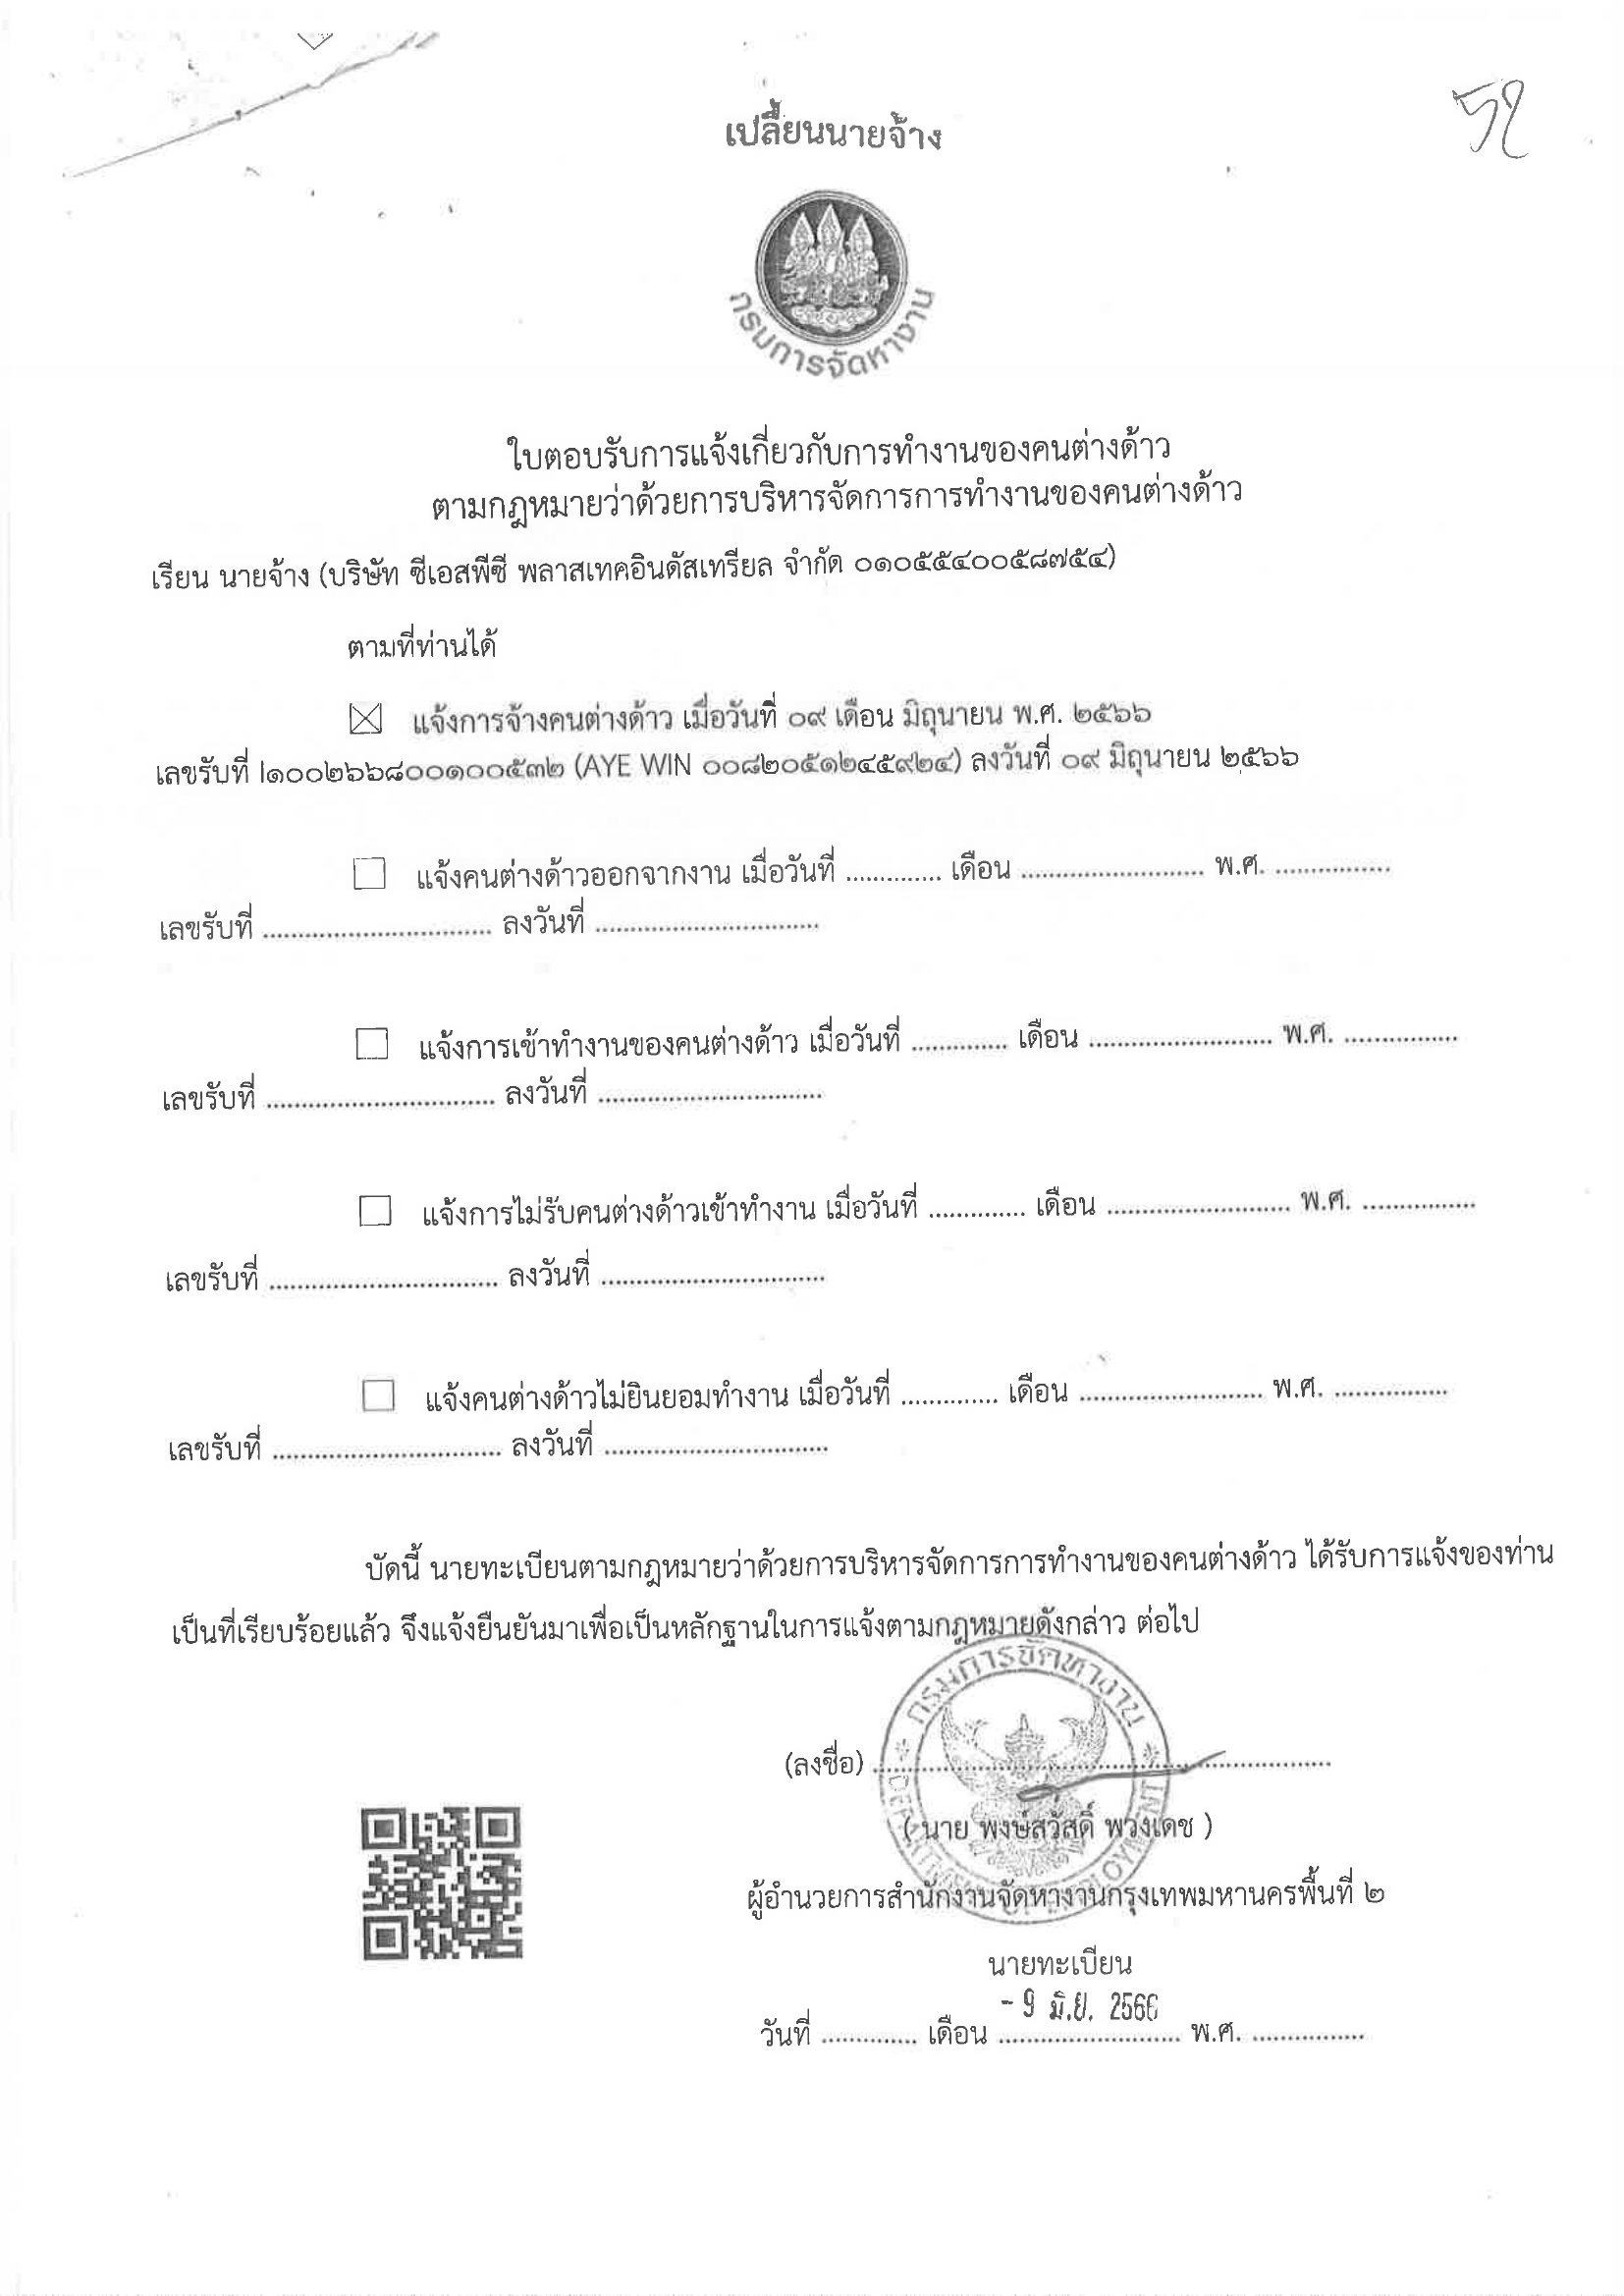 เปลี่ยนนายจ้าง
52
กรมการจัดหางาน
ใบตอบรับการแจ้งเกี่ยวกับการทำงานของคนต่างด้าว
ตามกฎหมายว่าด้วยการบริหารจัดการการทำงานของคนต่างด้าว
เรียน นายจ้าง (บริษัท ซีเอสพีซี พลาสเทคอินดัสเทรียล จำกัด ๐๑๐๕๕๔๐๐๕๘๗๕๔)
ตามที่ท่านได้
☒ แจ้งการจ้างคนต่างด้าว เมื่อวันที่ ๐๙ เดือน มิถุนายน พ.ศ. ๒๕๖๖
เลขรับที่ I๑๐๐๒๖๖๘๐๐๑๐๐๕๓๒ (AYE WIN ๐๐๘๒๐๕๑๒๔๕๙๒๔) ลงวันที่ ๐๙ มิถุนายน ๒๕๖๖
☐ แจ้งคนต่างด้าวออกจากงาน เมื่อวันที่ .............. เดือน .......................... พ.ศ. ................
เลขรับที่ ................................ ลงวันที่ ................................
☐ แจ้งการเข้าทำงานของคนต่างด้าว เมื่อวันที่ .............. เดือน .......................... พ.ศ. ................
เลขรับที่ ................................ ลงวันที่ ................................
☐ แจ้งการไม่รับคนต่างด้าวเข้าทำงาน เมื่อวันที่ .............. เดือน .......................... พ.ศ. ................
เลขรับที่ ................................ ลงวันที่ ................................
☐ แจ้งคนต่างด้าวไม่ยินยอมทำงาน เมื่อวันที่ .............. เดือน .......................... พ.ศ. ................
เลขรับที่ ................................ ลงวันที่ ................................
บัดนี้ นายทะเบียนตามกฎหมายว่าด้วยการบริหารจัดการการทำงานของคนต่างด้าว ได้รับการแจ้งของท่าน
เป็นที่เรียบร้อยแล้ว จึงแจ้งยืนยันมาเพื่อเป็นหลักฐานในการแจ้งตามกฎหมายดังกล่าว ต่อไป
กรมการจัดหางาน
DEPARTMENT OF EMPLOYMENT
(ลงชื่อ) ................................
( นาย พงษ์สวัสดิ์ พวงเดช )
ผู้อำนวยการสำนักงานจัดหางานกรุงเทพมหานครพื้นที่ ๒
นายทะเบียน
- 9 มิ.ย. 2566
วันที่ .............. เดือน .......................... พ.ศ. ................